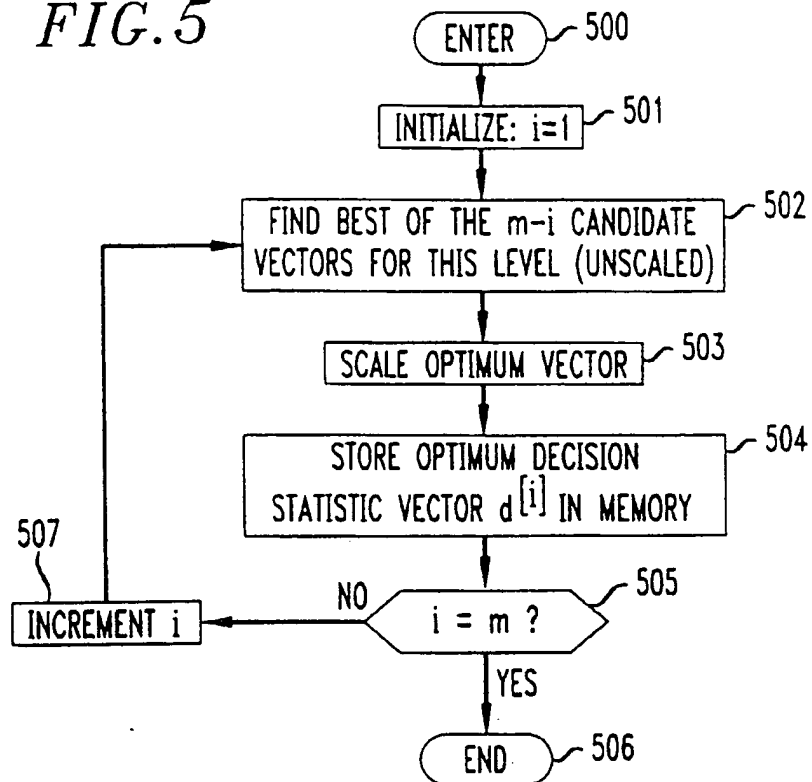 FIG.5
ENTER
500
INITIALIZE: i=1
501
FIND BEST OF THE m-i CANDIDATE
VECTORS FOR THIS LEVEL (UNSCALED)
502
SCALE OPTIMUM VECTOR
503
STORE OPTIMUM DECISION
STATISTIC VECTOR d[i] IN MEMORY
504
i = m ?
505
NO
507
INCREMENT i
YES
END
506